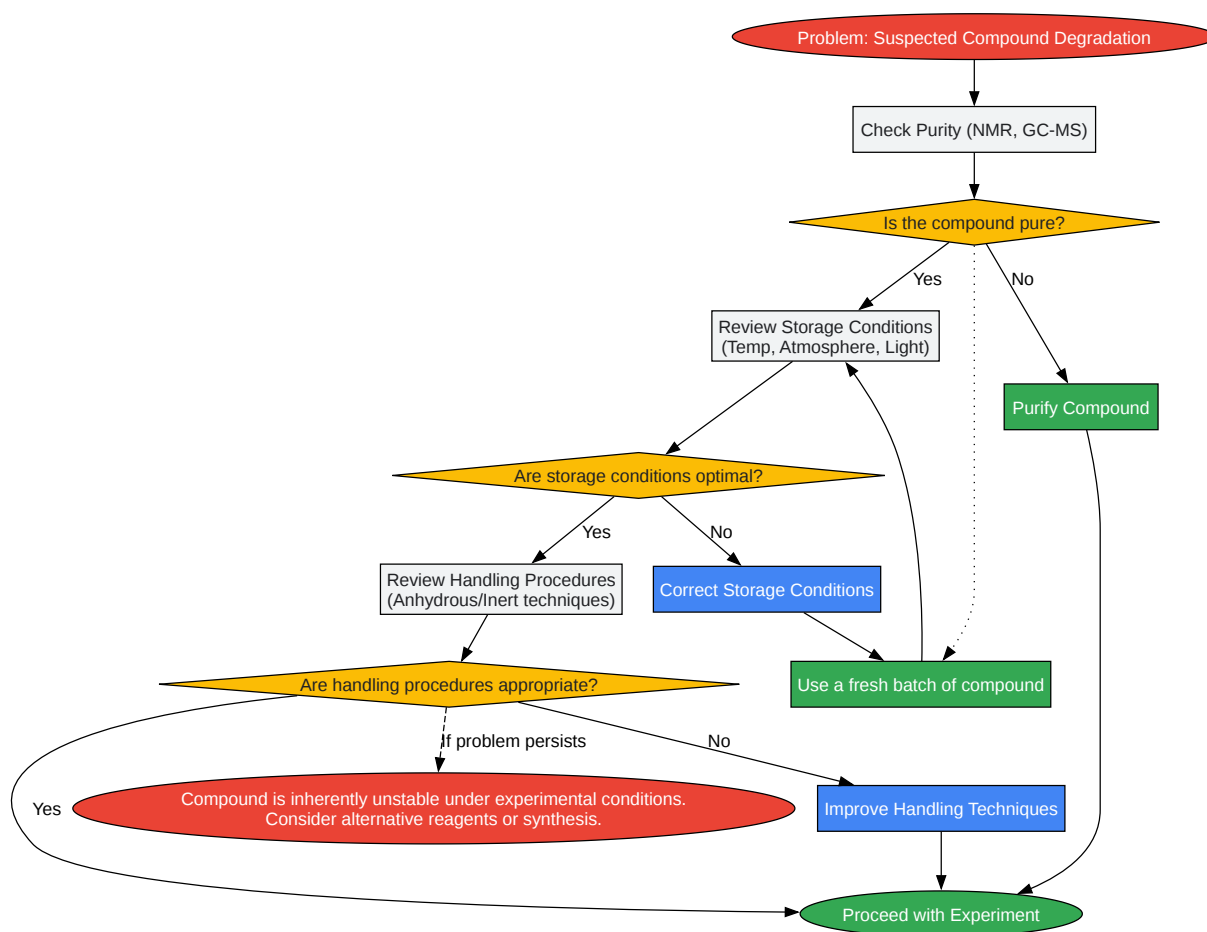 Problem: Suspected Compound Degradation
Check Purity (NMR, GC-MS)
Is the compound pure?
Yes
No
Review Storage Conditions
(Temp, Atmosphere, Light)
Purify Compound
Are storage conditions optimal?
Yes
No
Review Handling Procedures
(Anhydrous/Inert techniques)
Correct Storage Conditions
Are handling procedures appropriate?
Use a fresh batch of compound
If problem persists
No
Yes
Compound is inherently unstable under experimental conditions.
Consider alternative reagents or synthesis.
Improve Handling Techniques
Proceed with Experiment